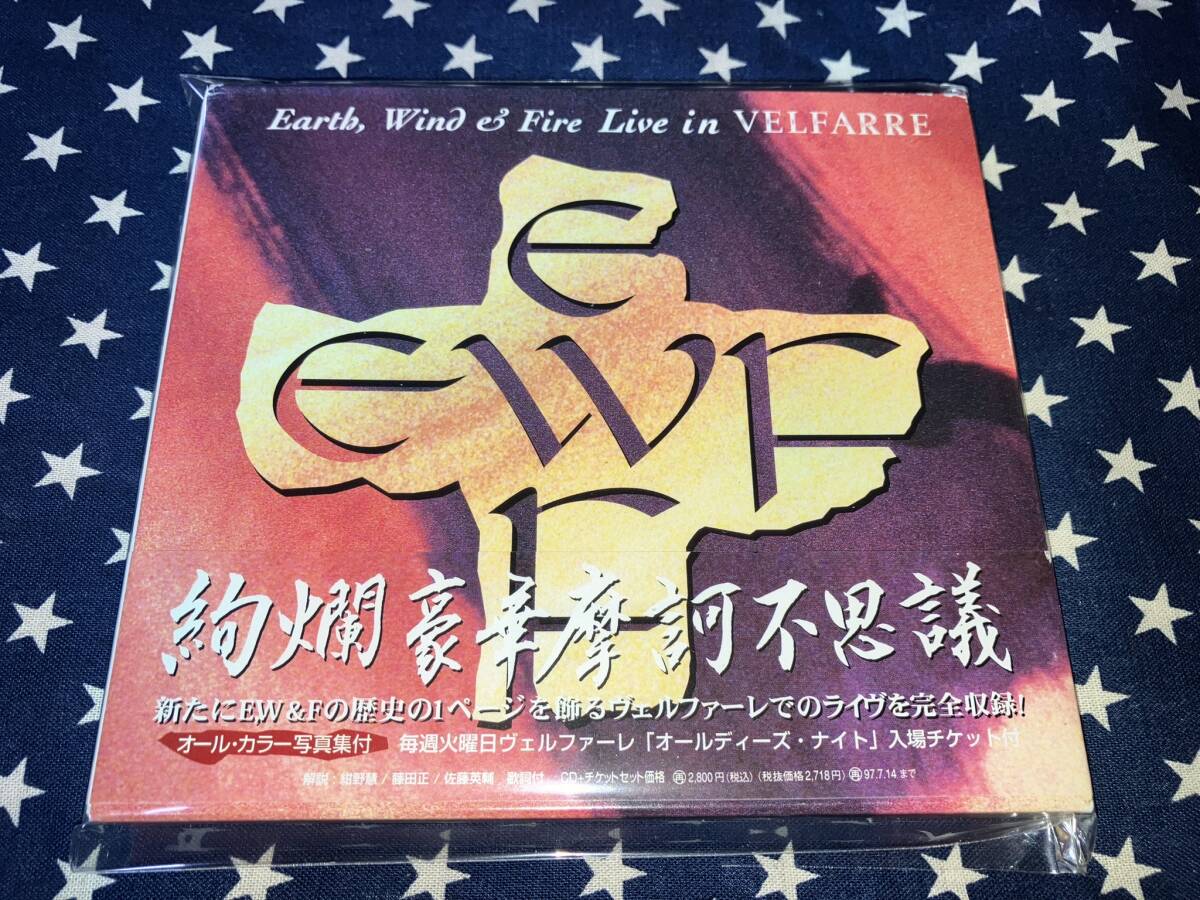 Earth, Wind & Fire Live in VELFARRE
E
EWF
F
絢爛豪華摩訶不思議
新たにEW&Fの歴史の1ページを飾るヴェルファーレでのライヴを完全収録!
オール・カラー写真集付 毎週火曜日ヴェルファーレ「オールディーズ・ナイト」入場チケット付
解説:紺野慧/藤田正/佐藤英輔 歌詞付 CD+チケットセット価格 再2,800円(税込)(税抜価格2,718円)再97.7.14まで